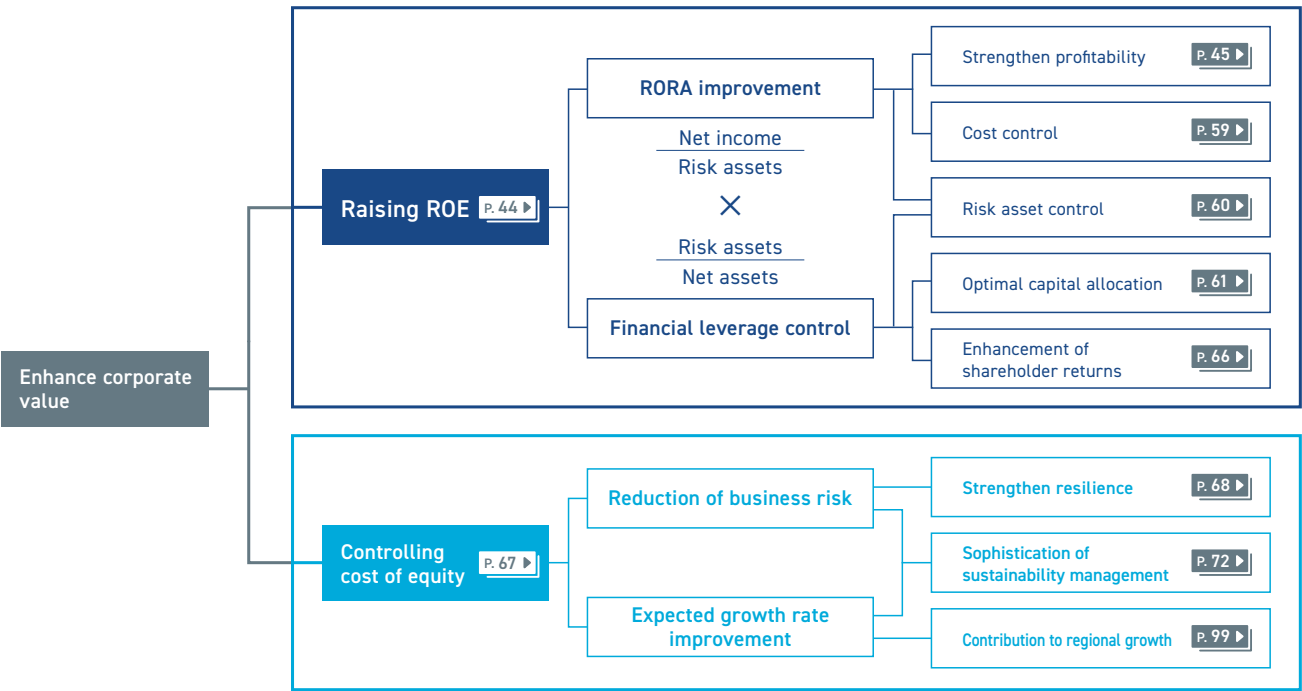 Enhance corporate
value
Raising ROE P. 44 ▶
RORA improvement
Net income
Risk assets
×
Risk assets
Net assets
Financial leverage control
Strengthen profitability P. 45 ▶
Cost control P. 59 ▶
Risk asset control P. 60 ▶
Optimal capital allocation P. 61 ▶
Enhancement of
shareholder returns P. 66 ▶
Controlling
cost of equity P. 67 ▶
Reduction of business risk
Expected growth rate
improvement
Strengthen resilience P. 68 ▶
Sophistication of
sustainability management P. 72 ▶
Contribution to regional growth P. 99 ▶